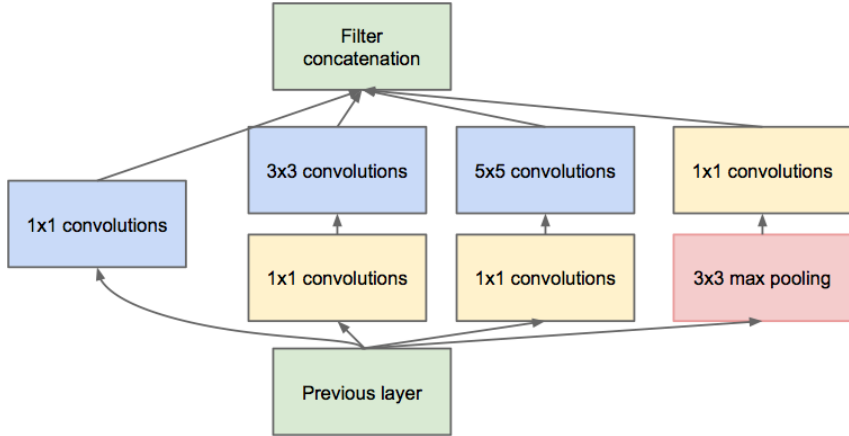 Filter
concatenation
3x3 convolutions
5x5 convolutions
1x1 convolutions
1x1 convolutions
1x1 convolutions
1x1 convolutions
3x3 max pooling
Previous layer